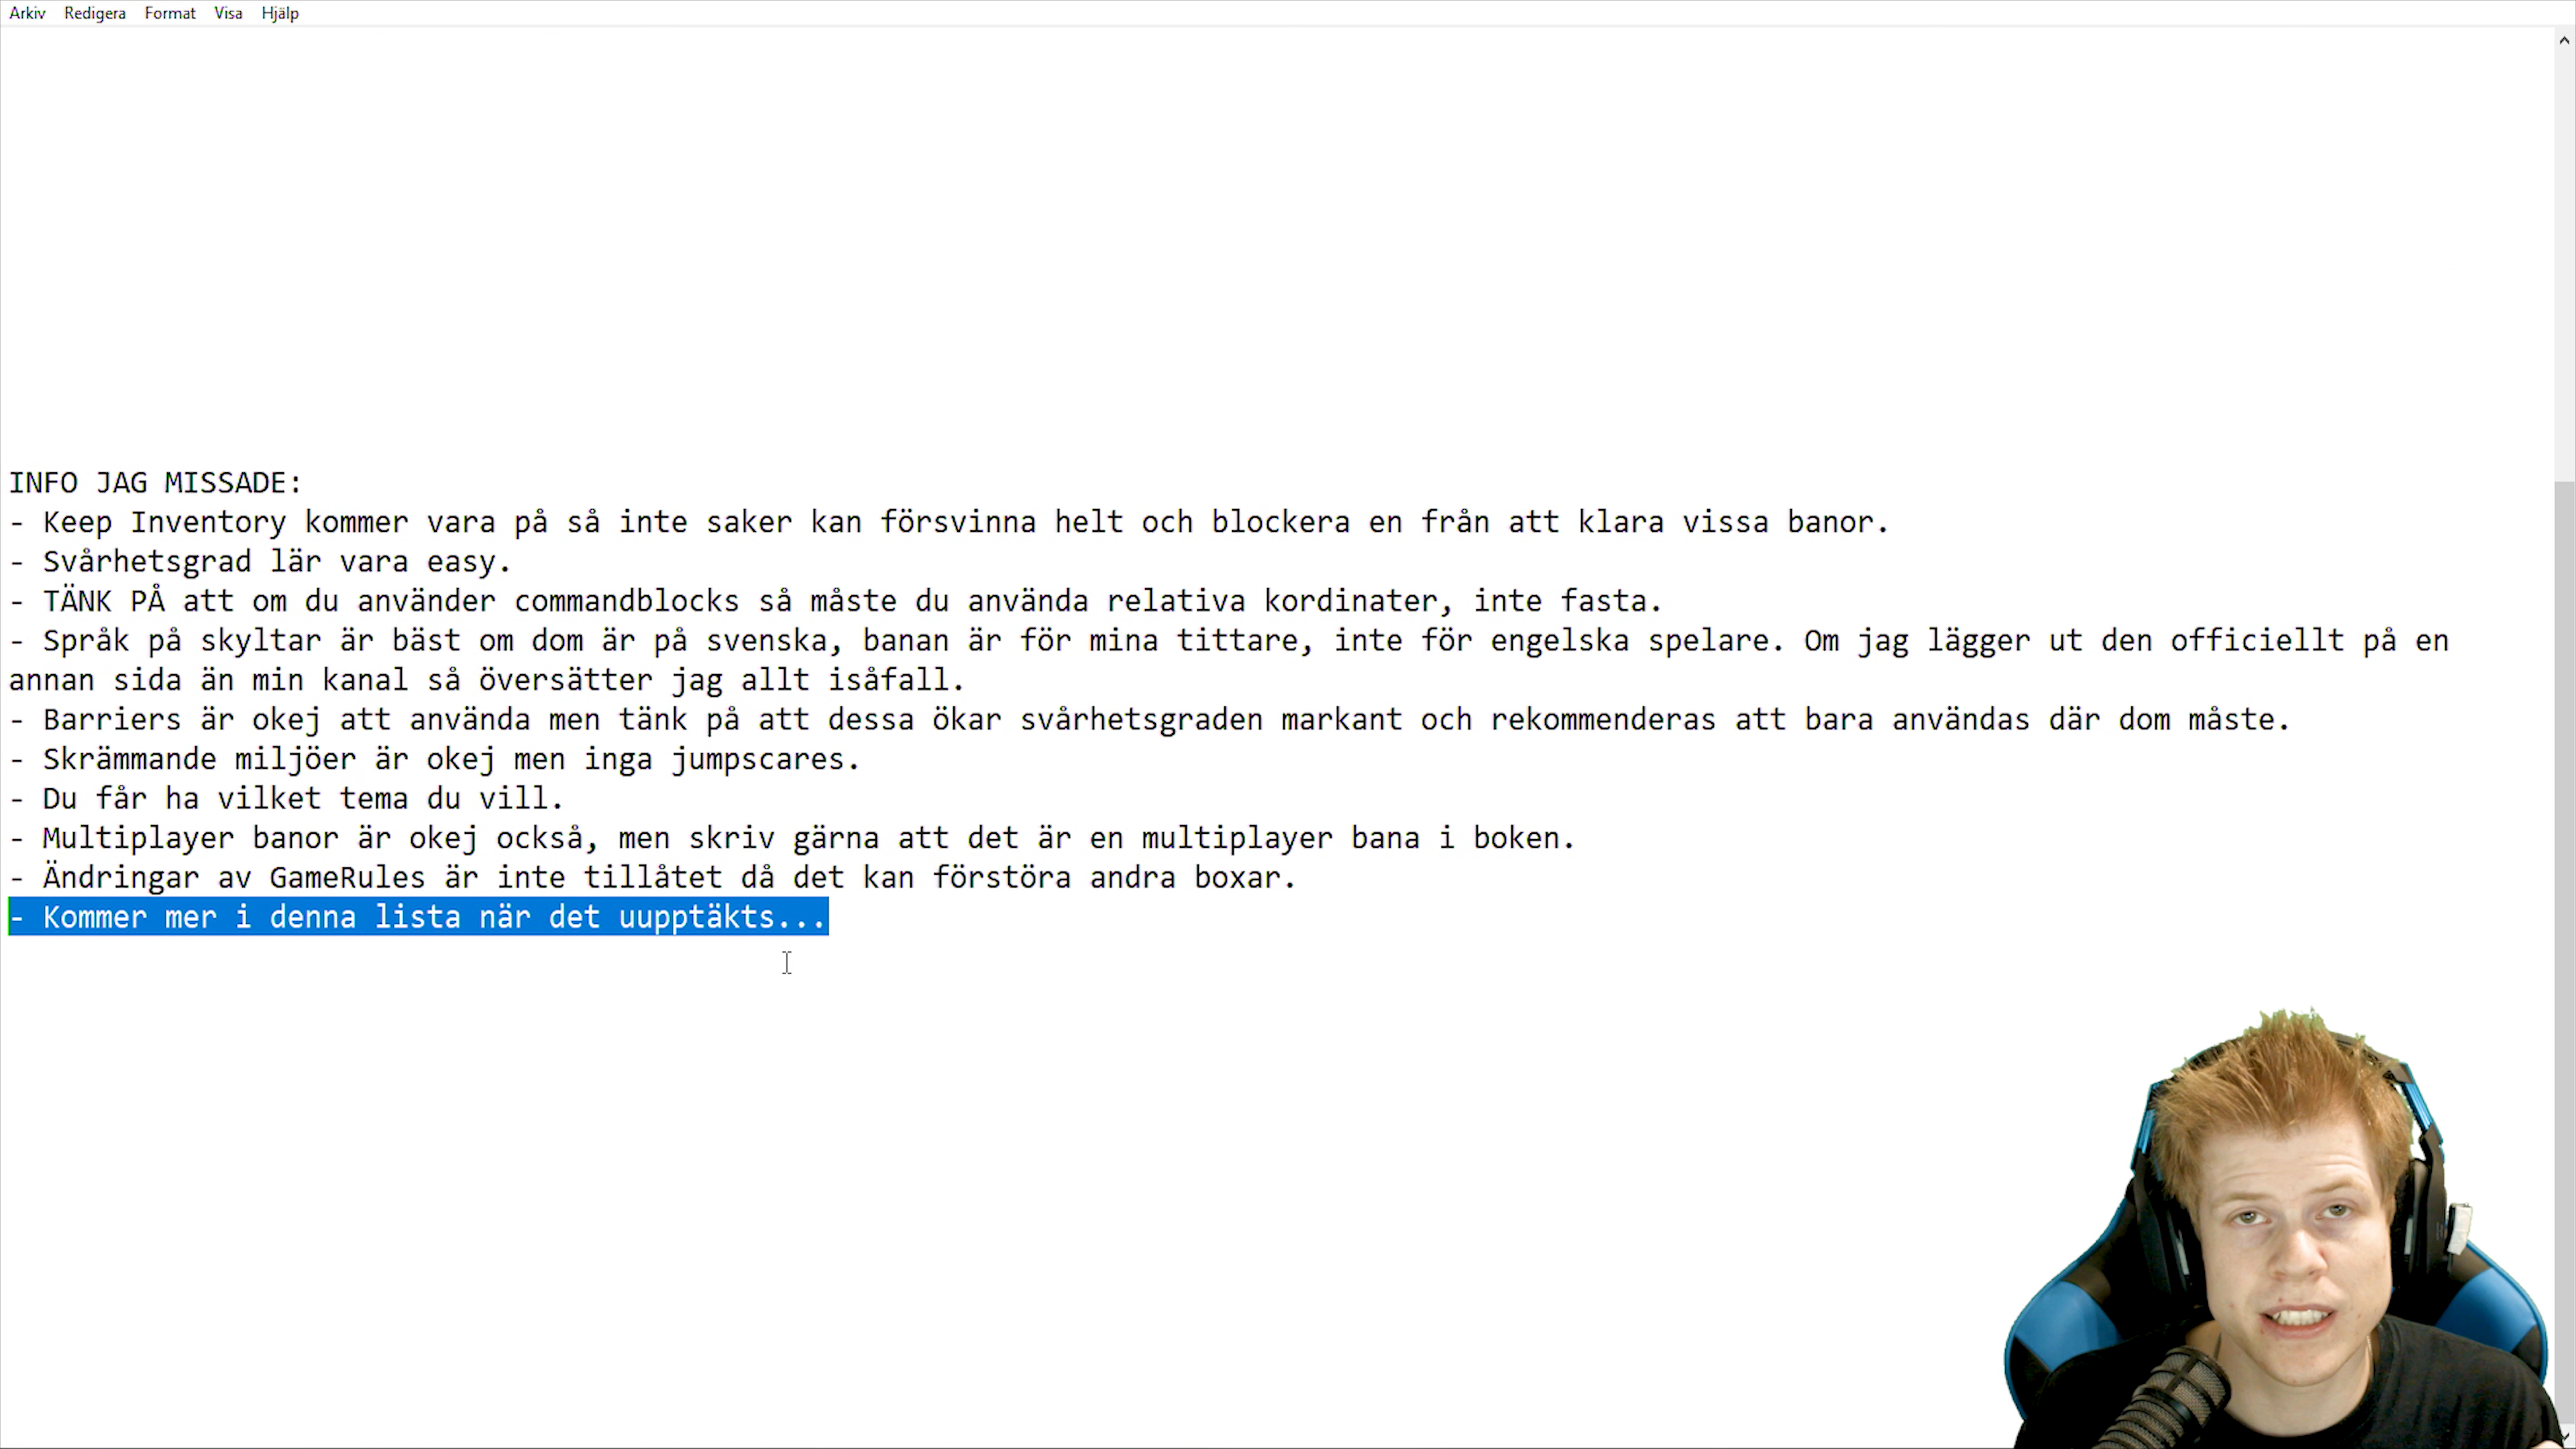 Arkiv Redigera Format Visa Hjälp
INFO JAG MISSADE:
- Keep Inventory kommer vara på så inte saker kan försvinna helt och blockera en från att klara vissa banor.
- Svårhetsgrad lär vara easy.
- TÄNK PÅ att om du använder commandblocks så måste du använda relativa kordinater, inte fasta.
- Språk på skyltar är bäst om dom är på svenska, banan är för mina tittare, inte för engelska spelare. Om jag lägger ut den officiellt på en
annan sida än min kanal så översätter jag allt isåfall.
- Barriers är okej att använda men tänk på att dessa ökar svårhetsgraden markant och rekommenderas att bara användas där dom måste.
- Skrämmande miljöer är okej men inga jumpscares.
- Du får ha vilket tema du vill.
- Multiplayer banor är okej också, men skriv gärna att det är en multiplayer bana i boken.
- Ändringar av GameRules är inte tillåtet då det kan förstöra andra boxar.
- Kommer mer i denna lista när det uupptäkts...